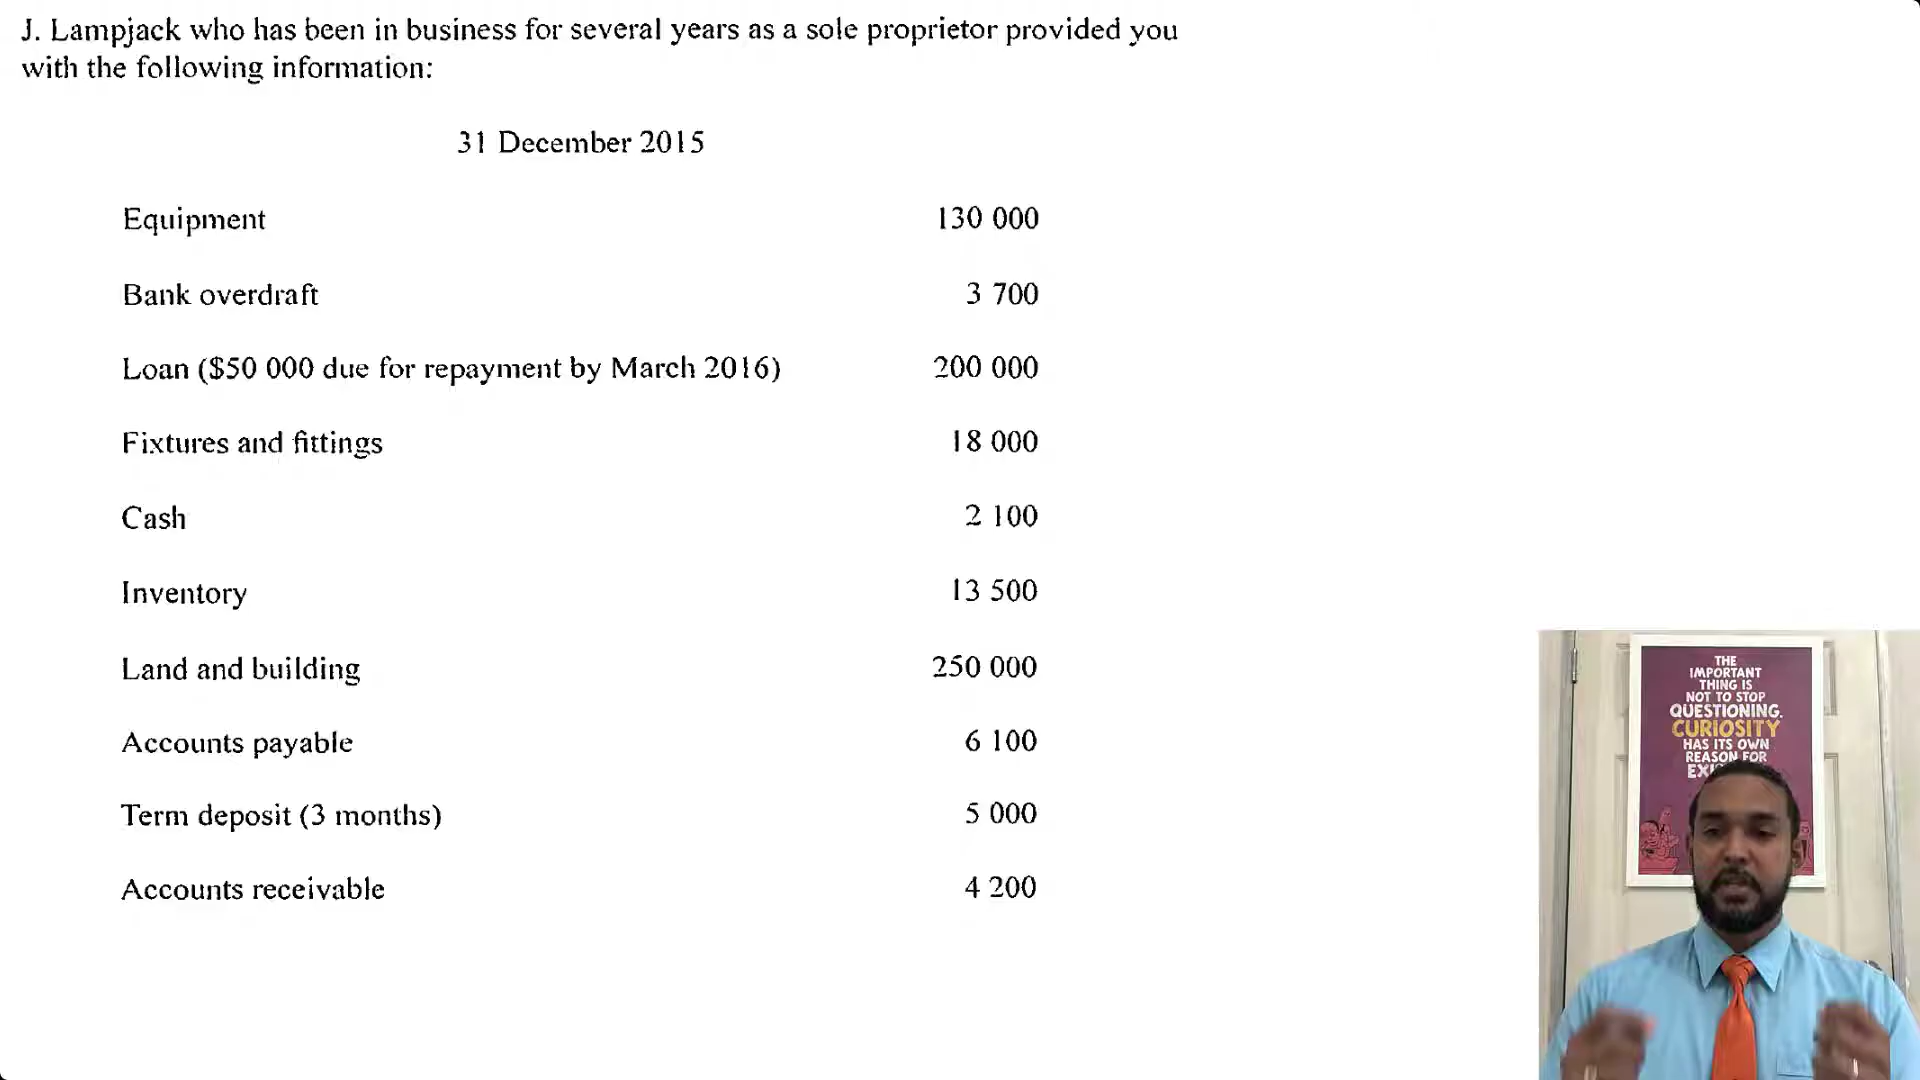 J. Lampjack who has been in business for several years as a sole proprietor provided you
with the following information:
31 December 2015
Equipment 130 000
Bank overdraft 3 700
Loan ($50 000 due for repayment by March 2016) 200 000
Fixtures and fittings 18 000
Cash 2 100
Inventory 13 500
Land and building 250 000
Accounts payable 6 100
Term deposit (3 months) 5 000
Accounts receivable 4 200
THE
IMPORTANT
THING IS
NOT TO STOP
QUESTIONING.
CURIOSITY
HAS ITS OWN
REASON FOR